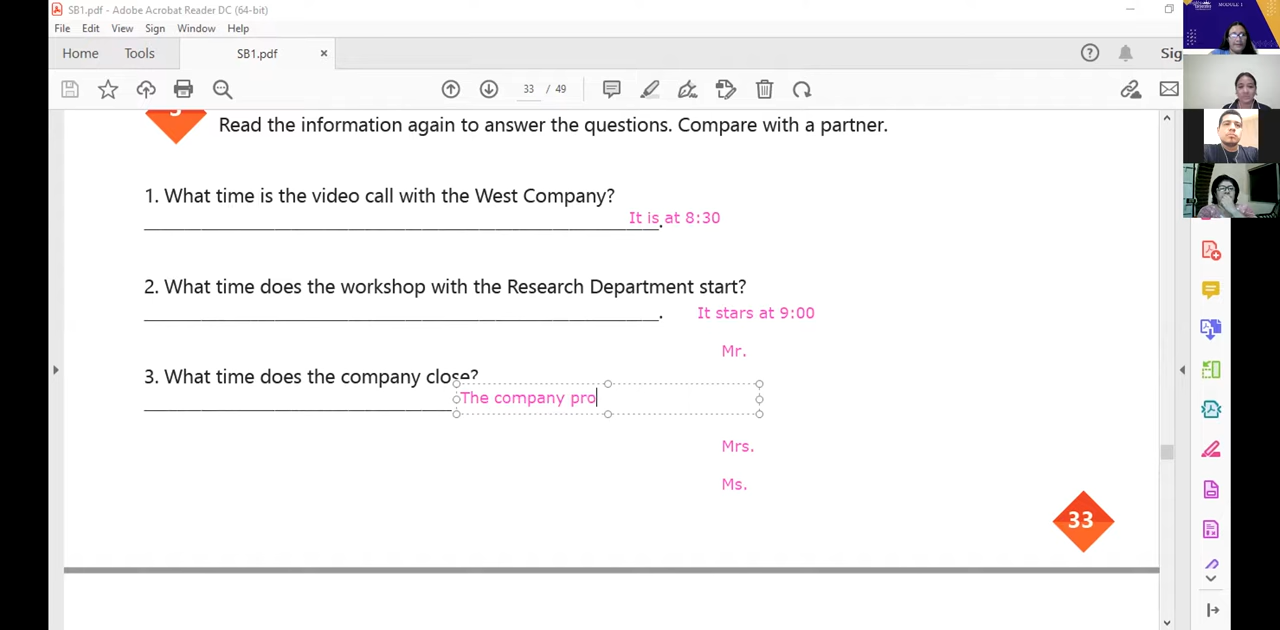 SB1.pdf - Adobe Acrobat Reader DC (64-bit)
MODULE 1
File Edit View Sign Window Help
Home Tools SB1.pdf × Sig
33 / 49
Read the information again to answer the questions. Compare with a partner.
1. What time is the video call with the West Company?
It is at 8:30
2. What time does the workshop with the Research Department start?
It stars at 9:00
Mr.
3. What time does the company close?
The company pro
Mrs.
Ms.
33